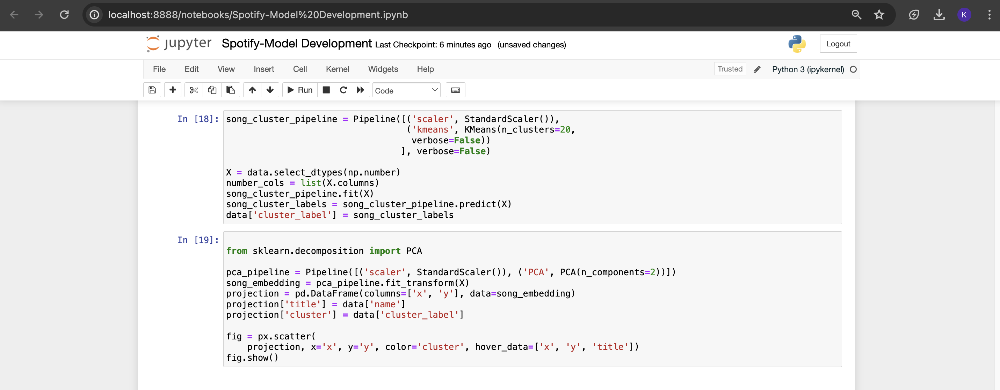 localhost:8888/notebooks/Spotify-Model%20Development.ipynb
K
jupyter Spotify-Model Development Last Checkpoint: 6 minutes ago (unsaved changes)
Logout
File Edit View Insert Cell Kernel Widgets Help
Trusted
Python 3 (ipykernel)
Run
Code
In [18]:
song_cluster_pipeline = Pipeline([('scaler', StandardScaler()),
                                  ('kmeans', KMeans(n_clusters=20,
                                   verbose=False))
                                 ], verbose=False)
X = data.select_dtypes(np.number)
number_cols = list(X.columns)
song_cluster_pipeline.fit(X)
song_cluster_labels = song_cluster_pipeline.predict(X)
data['cluster_label'] = song_cluster_labels
In [19]:
from sklearn.decomposition import PCA
pca_pipeline = Pipeline([('scaler', StandardScaler()), ('PCA', PCA(n_components=2))])
song_embedding = pca_pipeline.fit_transform(X)
projection = pd.DataFrame(columns=['x', 'y'], data=song_embedding)
projection['title'] = data['name']
projection['cluster'] = data['cluster_label']
fig = px.scatter(
    projection, x='x', y='y', color='cluster', hover_data=['x', 'y', 'title'])
fig.show()